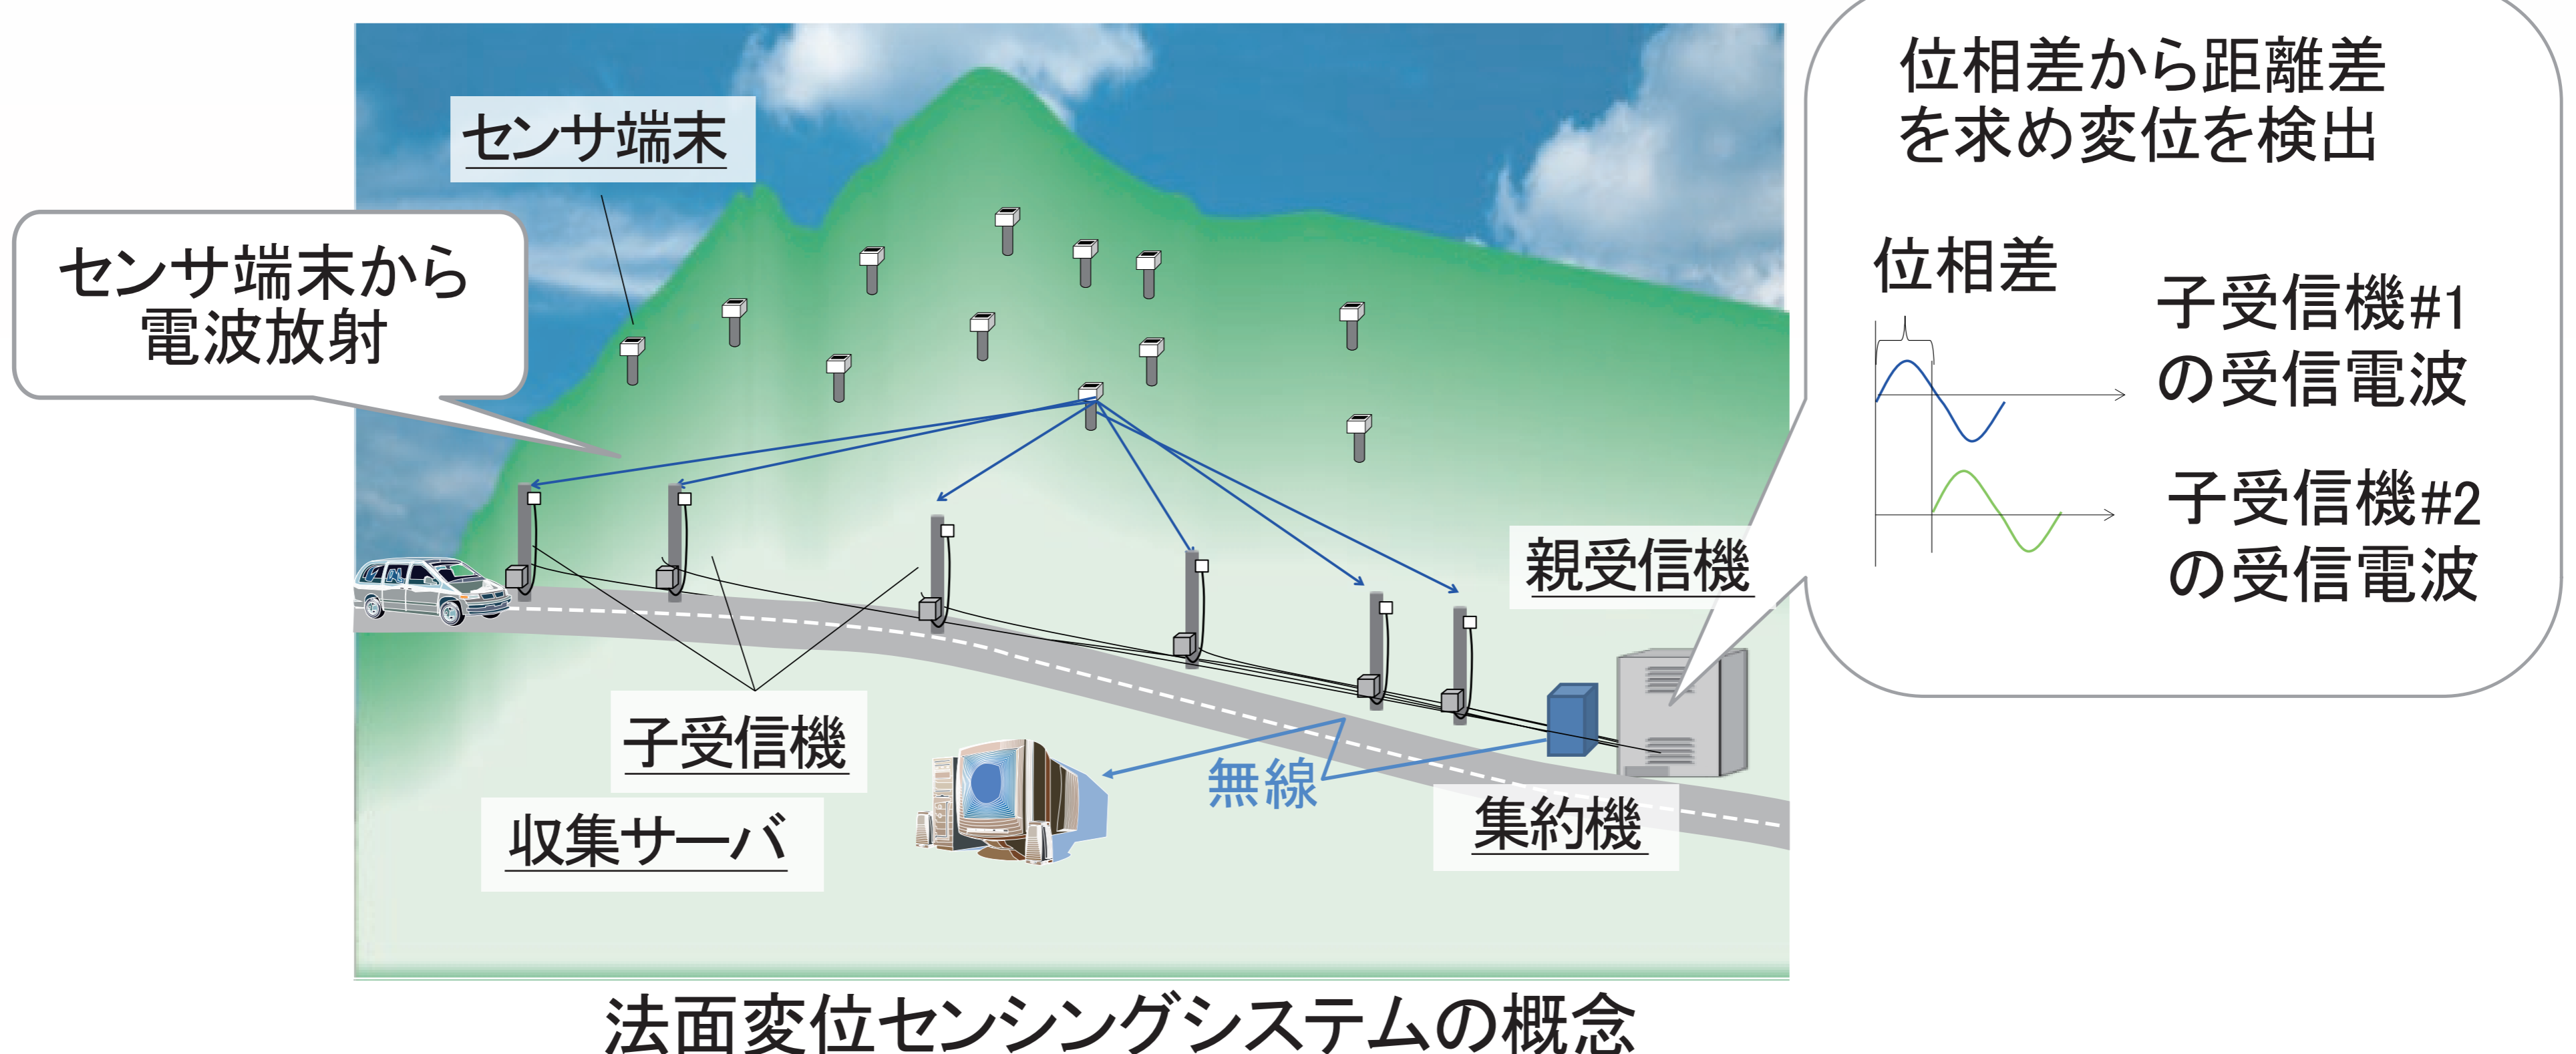 センサ端末
センサ端末から
電波放射
位相差から距離差
を求め変位を検出
位相差
子受信機#1
の受信電波
子受信機#2
の受信電波
親受信機
子受信機
収集サーバ
無線
集約機
法面変位センシングシステムの概念